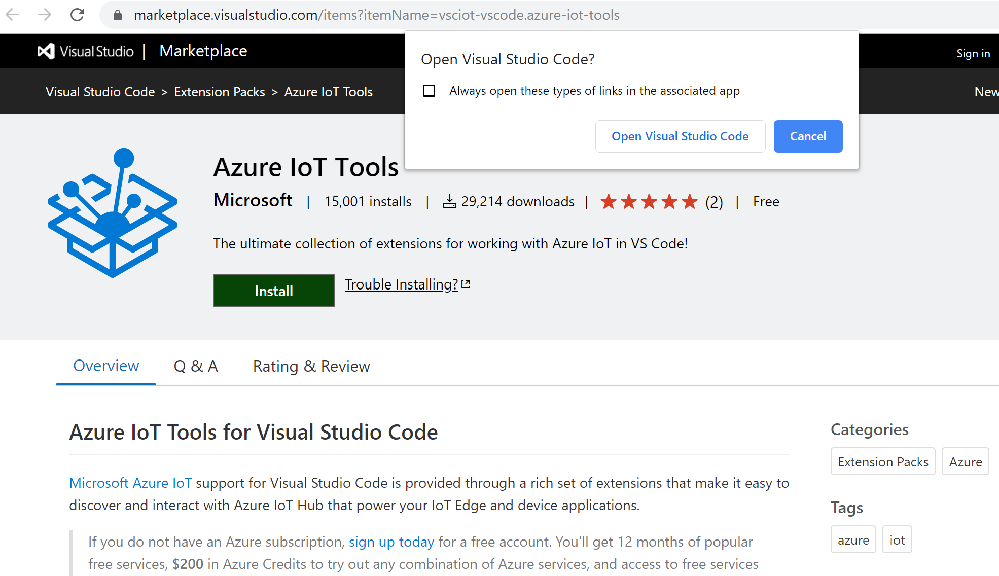 marketplace.visualstudio.com/items?itemName=vsciot-vscode.azure-iot-tools
Visual Studio | Marketplace
Sign in
Visual Studio Code > Extension Packs > Azure IoT Tools
New
Open Visual Studio Code?
Always open these types of links in the associated app
Open Visual Studio Code
Cancel
Azure IoT Tools
Microsoft | 15,001 installs | 29,214 downloads | (2) | Free
The ultimate collection of extensions for working with Azure IoT in VS Code!
Install
Trouble Installing?
Overview
Q & A
Rating & Review
Azure IoT Tools for Visual Studio Code
Microsoft Azure IoT support for Visual Studio Code is provided through a rich set of extensions that make it easy to
discover and interact with Azure IoT Hub that power your IoT Edge and device applications.
If you do not have an Azure subscription, sign up today for a free account. You'll get 12 months of popular
free services, $200 in Azure Credits to try out any combination of Azure services, and access to free services
Categories
Extension Packs
Azure
Tags
azure
iot